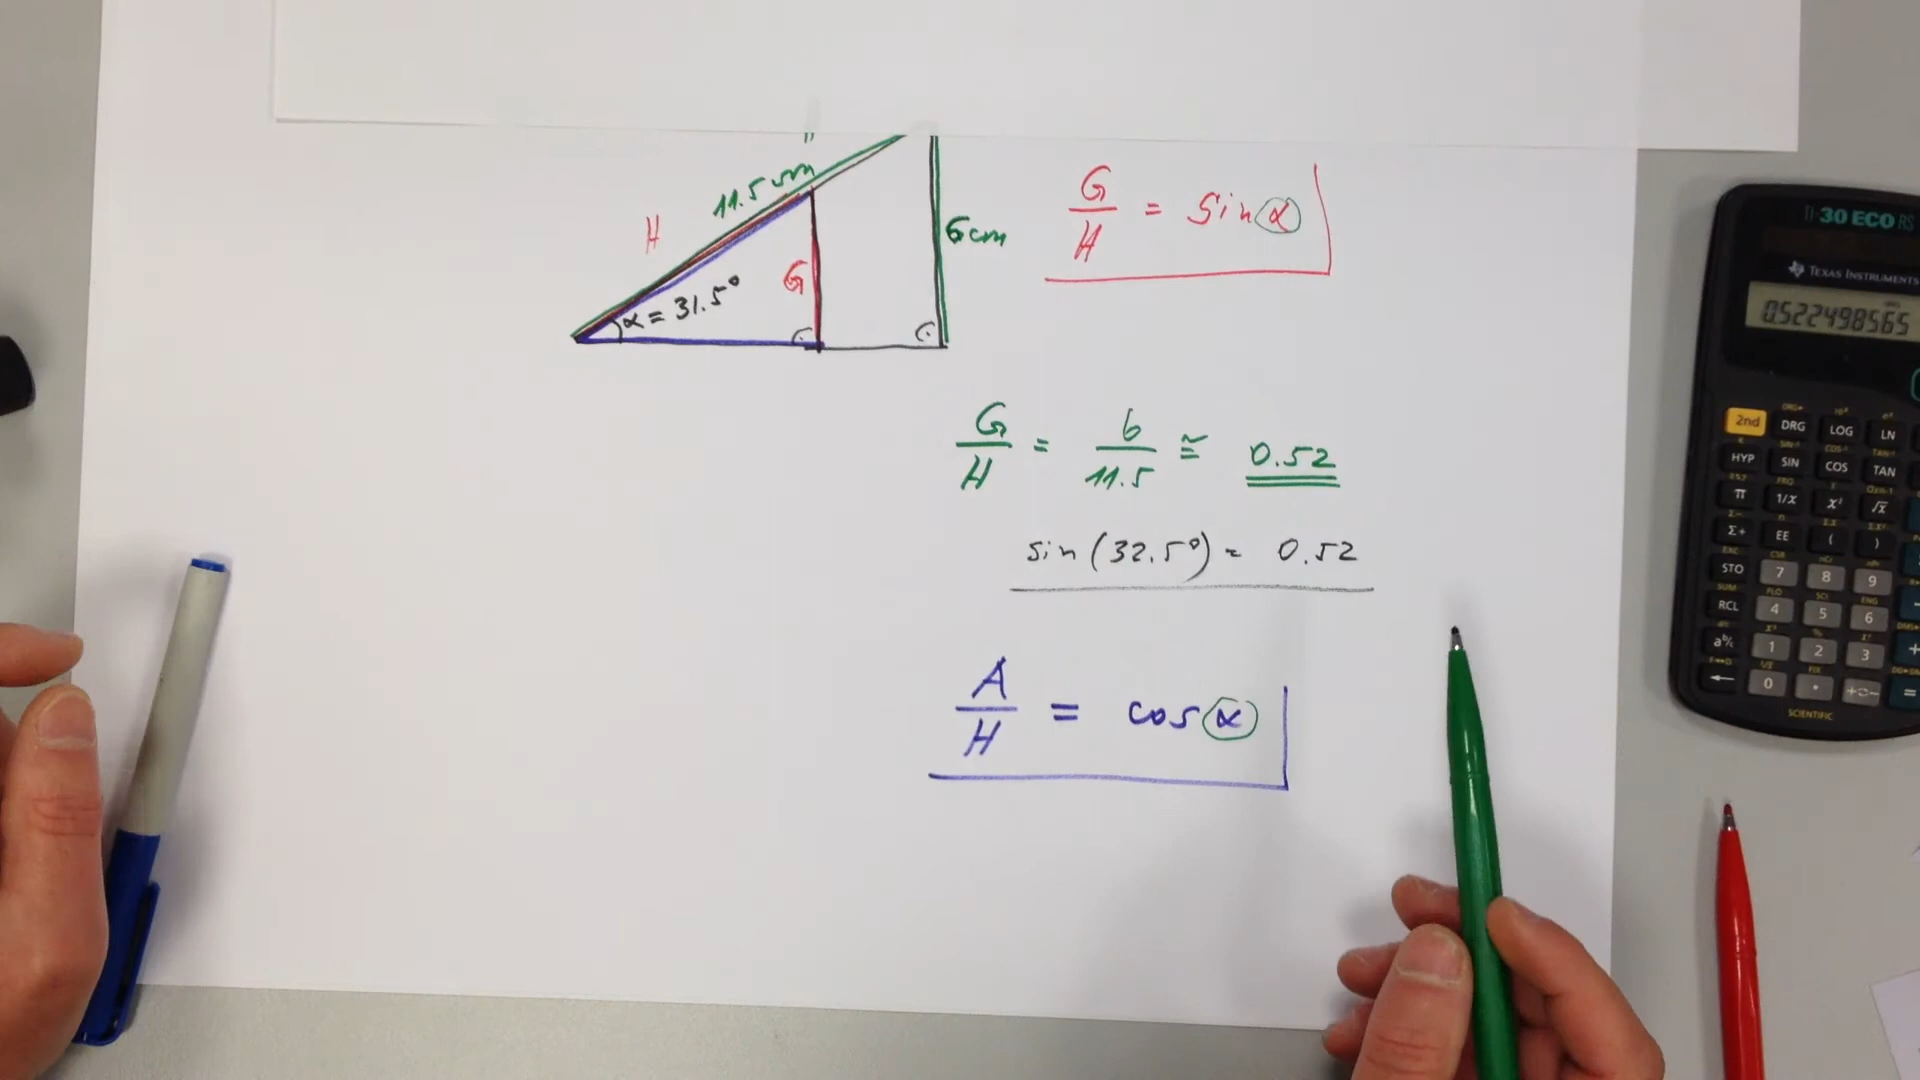 11.5 cm
H
G
α = 31.5°
6 cm
G/H = sin α
G/H = 6/11.5 ≅ 0.52
sin(32.5°) = 0.52
A/H = cos α
TI-30 ECO RS
TEXAS INSTRUMENTS
0.522498565
2nd DRG LOG LN
HYP SIN COS TAN
π 1/x x² √x
Σ+ EE ( )
STO 7 8 9
RCL 4 5 6
a b/c 1 2 3 +
← 0 . +⇆− =
SCIENTIFIC